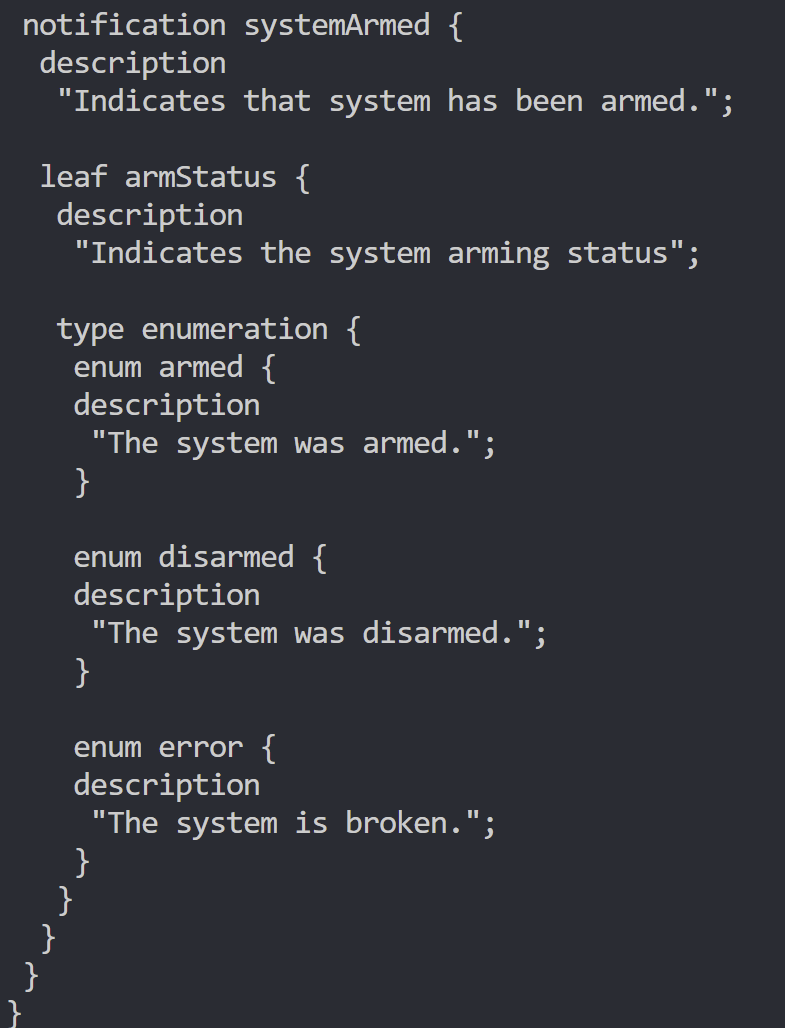 notification systemArmed {
description
"Indicates that system has been armed.";
leaf armStatus {
description
"Indicates the system arming status";
type enumeration {
enum armed {
description
"The system was armed.";
}
enum disarmed {
description
"The system was disarmed.";
}
enum error {
description
"The system is broken.";
}
}
}
}
}